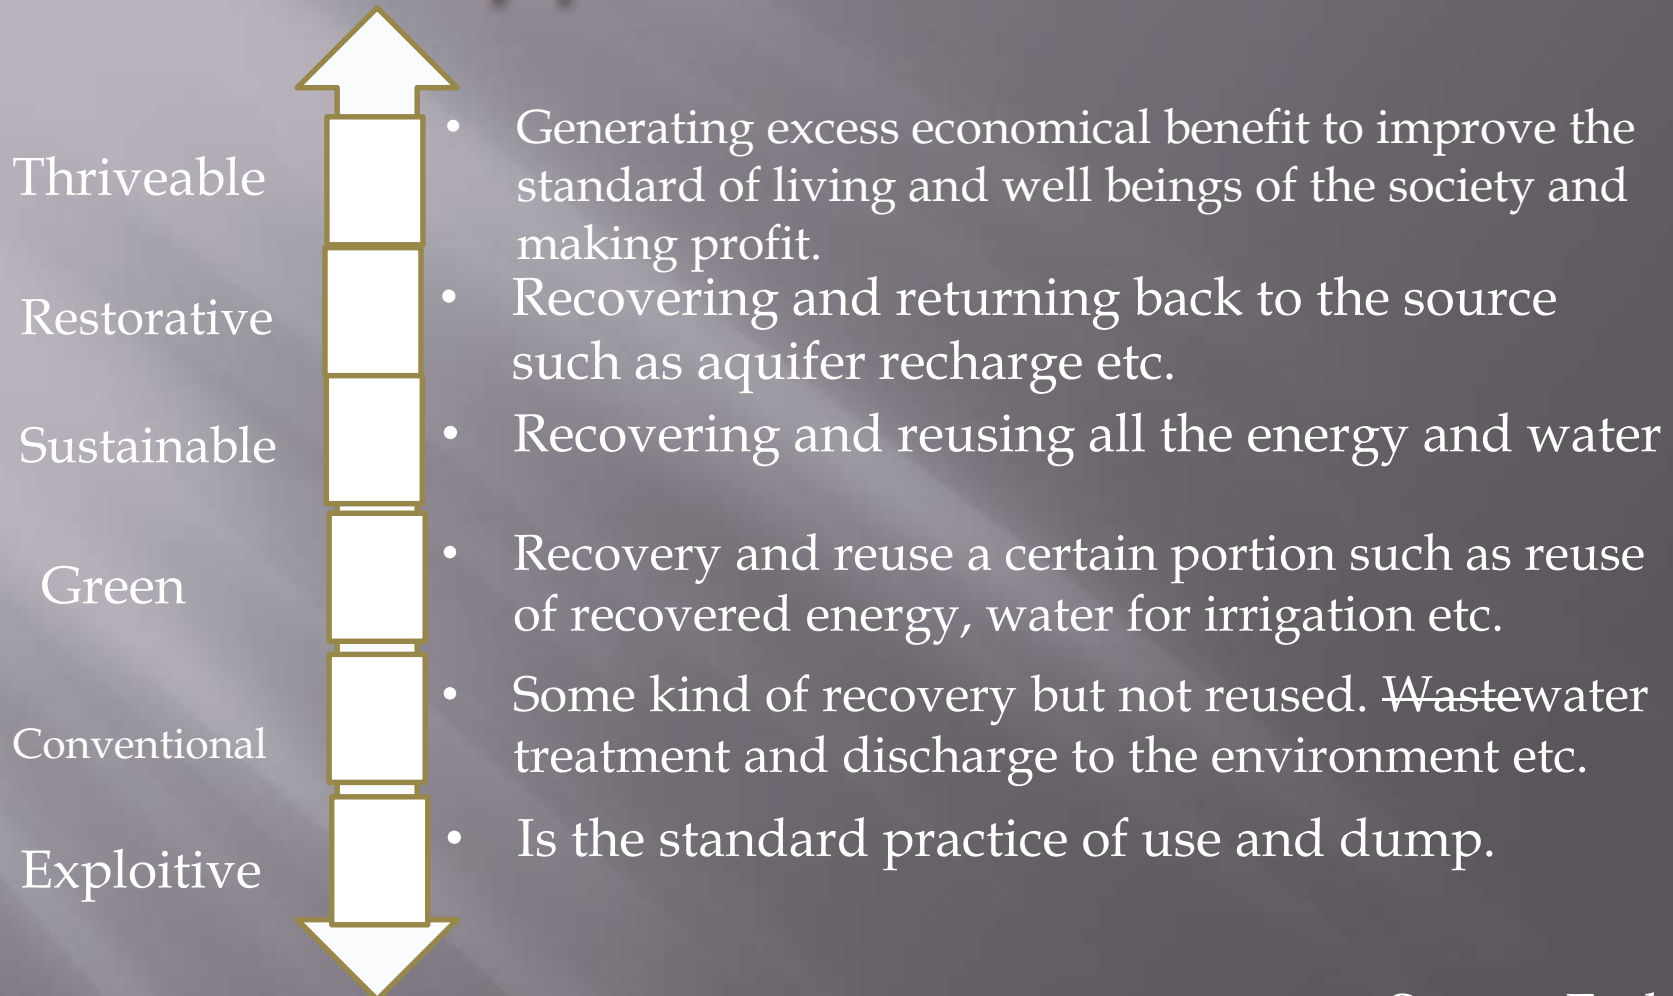 Thriveable
• Generating excess economical benefit to improve the
standard of living and well beings of the society and
making profit.
Restorative
• Recovering and returning back to the source
such as aquifer recharge etc.
Sustainable
• Recovering and reusing all the energy and water
Green
• Recovery and reuse a certain portion such as reuse
of recovered energy, water for irrigation etc.
Conventional
• Some kind of recovery but not reused. Wastewater
treatment and discharge to the environment etc.
Exploitive
• Is the standard practice of use and dump.